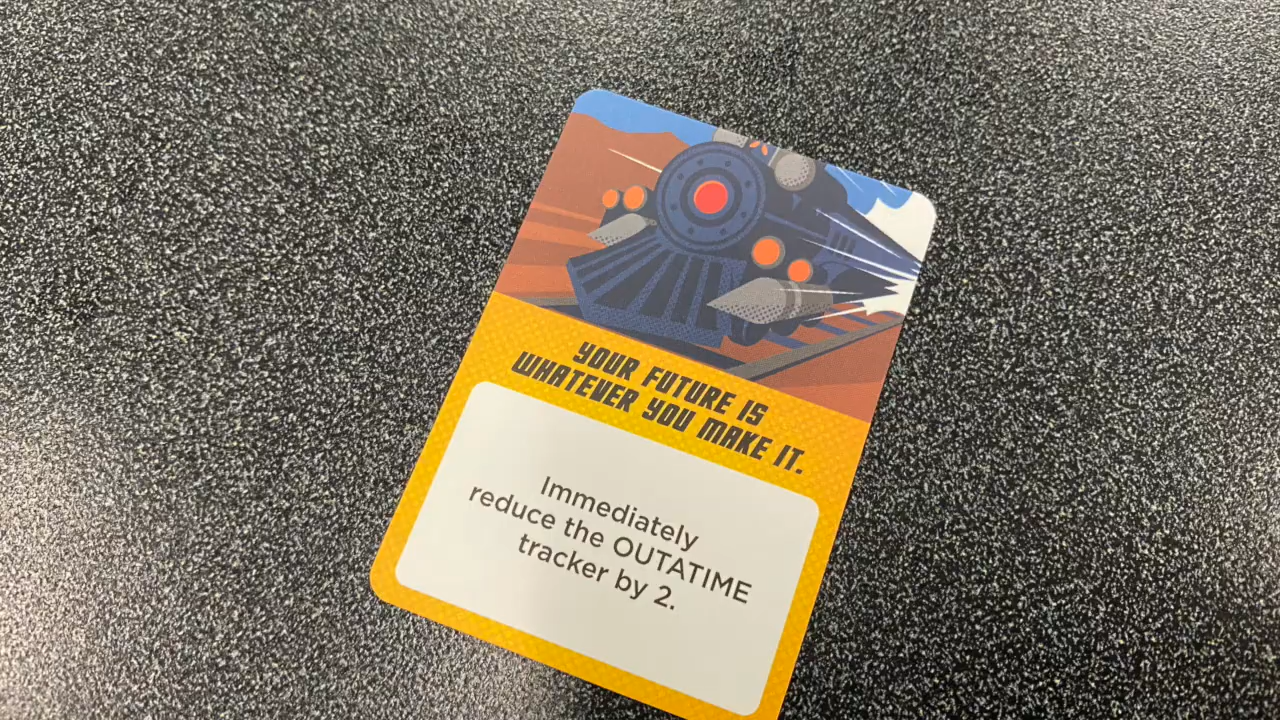 YOUR FUTURE IS
WHATEVER YOU MAKE IT.
Immediately
reduce the OUTATIME
tracker by 2.